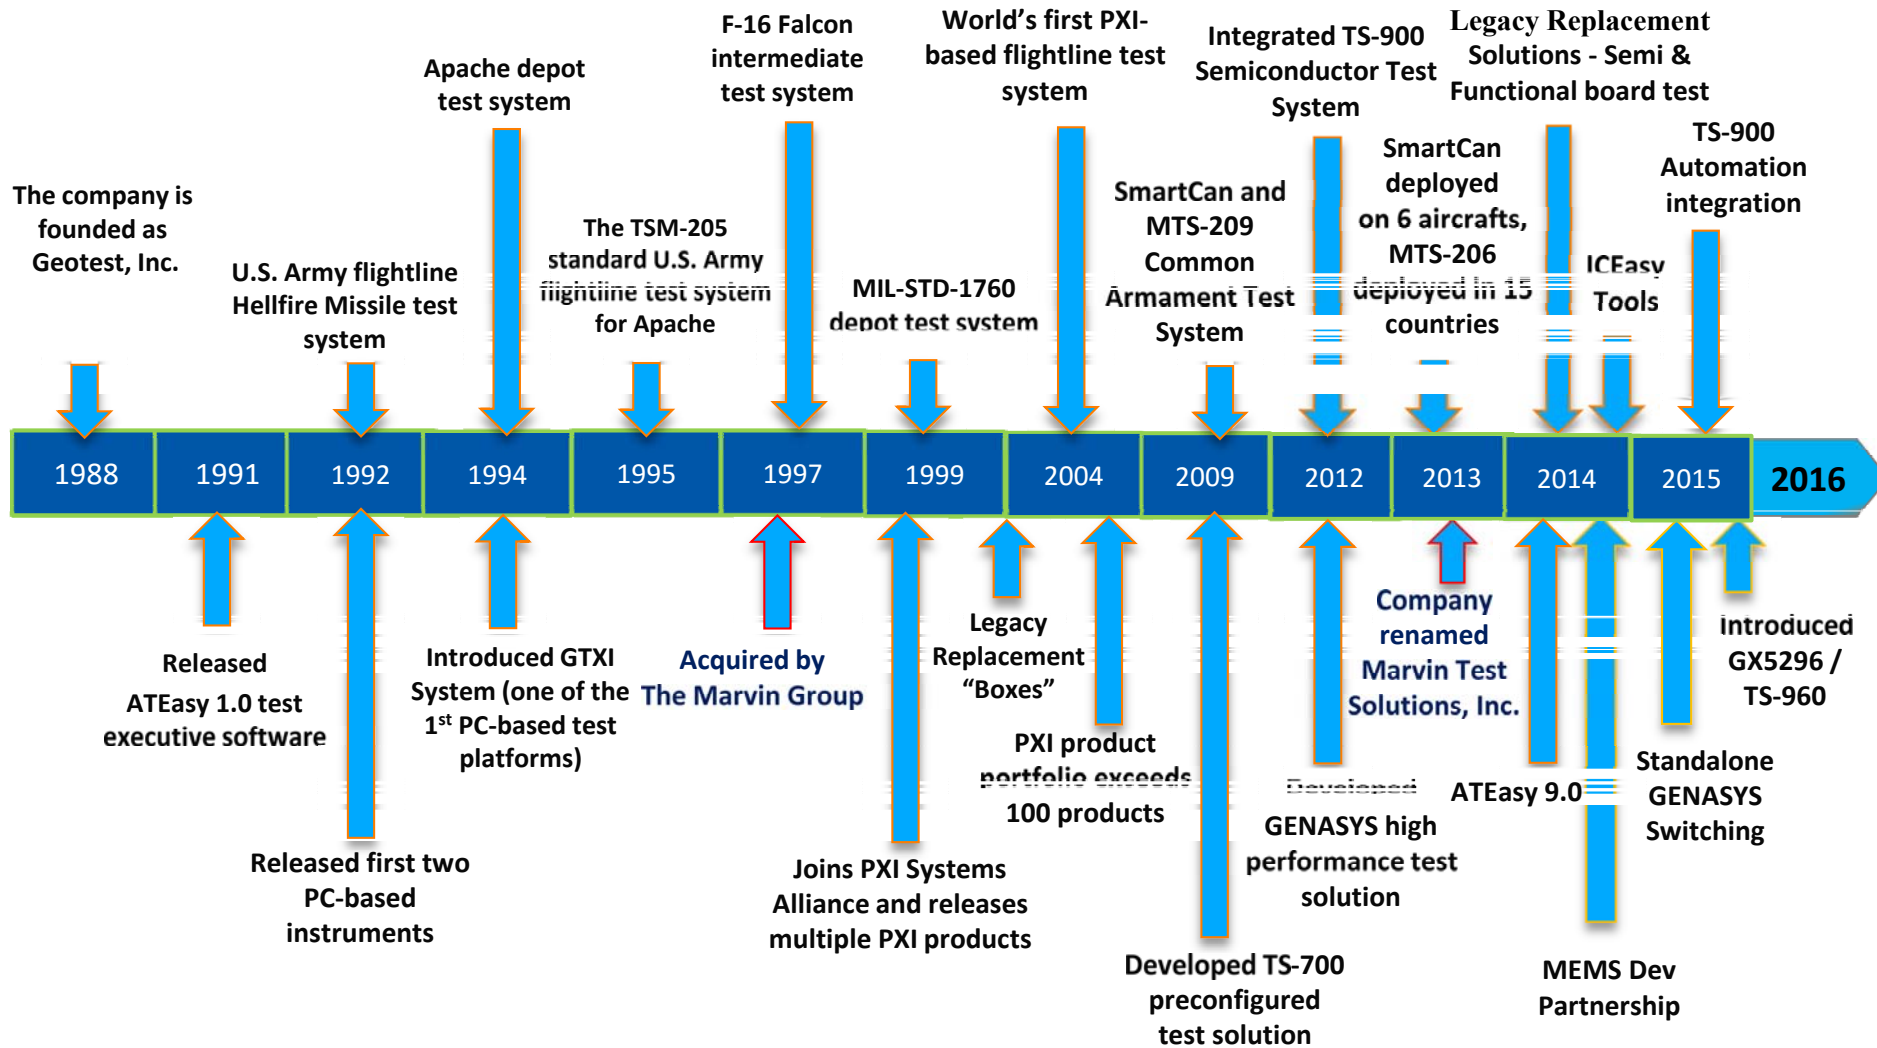 The company is
founded as
Geotest, Inc.
U.S. Army flightline
Hellfire Missile test
system
Apache depot
test system
The TSM-205
standard U.S. Army
flightline test system
for Apache
F-16 Falcon
intermediate
test system
MIL-STD-1760
depot test system
World’s first PXI-
based flightline test
system
SmartCan and
MTS-209
Common
Armament Test
System
Integrated TS-900
Semiconductor Test
System
SmartCan
deployed
on 6 aircrafts,
MTS-206
deployed in 15
countries
Legacy Replacement
Solutions - Semi &
Functional board test
ICEasy
Tools
TS-900
Automation
integration
1988
1991
1992
1994
1995
1997
1999
2004
2009
2012
2013
2014
2015
2016
Released
ATEasy 1.0 test
executive software
Released first two
PC-based
instruments
Introduced GTXI
System (one of the
1st PC-based test
platforms)
Acquired by
The Marvin Group
Joins PXI Systems
Alliance and releases
multiple PXI products
Legacy
Replacement
“Boxes”
PXI product
portfolio exceeds
100 products
Developed TS-700
preconfigured
test solution
Developed
GENASYS high
performance test
solution
Company
renamed
Marvin Test
Solutions, Inc.
ATEasy 9.0
MEMS Dev
Partnership
Standalone
GENASYS
Switching
Introduced
GX5296 /
TS-960